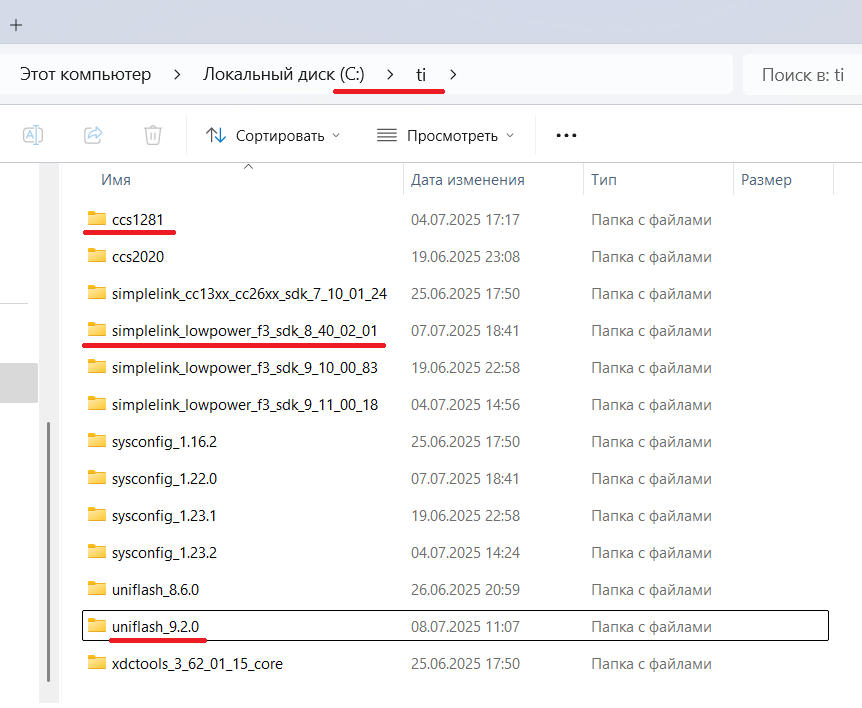 Этот компьютер > Локальный диск (C:) > ti > Поиск в: ti
Сортировать Просмотреть •••
Имя Дата изменения Тип Размер
ccs1281 04.07.2025 17:17 Папка с файлами
ccs2020 19.06.2025 23:08 Папка с файлами
simplelink_cc13xx_cc26xx_sdk_7_10_01_24 25.06.2025 17:50 Папка с файлами
simplelink_lowpower_f3_sdk_8_40_02_01 07.07.2025 18:41 Папка с файлами
simplelink_lowpower_f3_sdk_9_10_00_83 19.06.2025 22:58 Папка с файлами
simplelink_lowpower_f3_sdk_9_11_00_18 04.07.2025 14:56 Папка с файлами
sysconfig_1.16.2 25.06.2025 17:50 Папка с файлами
sysconfig_1.22.0 07.07.2025 18:41 Папка с файлами
sysconfig_1.23.1 19.06.2025 22:58 Папка с файлами
sysconfig_1.23.2 04.07.2025 14:24 Папка с файлами
uniflash_8.6.0 26.06.2025 20:59 Папка с файлами
uniflash_9.2.0 08.07.2025 11:07 Папка с файлами
xdctools_3_62_01_15_core 25.06.2025 17:50 Папка с файлами